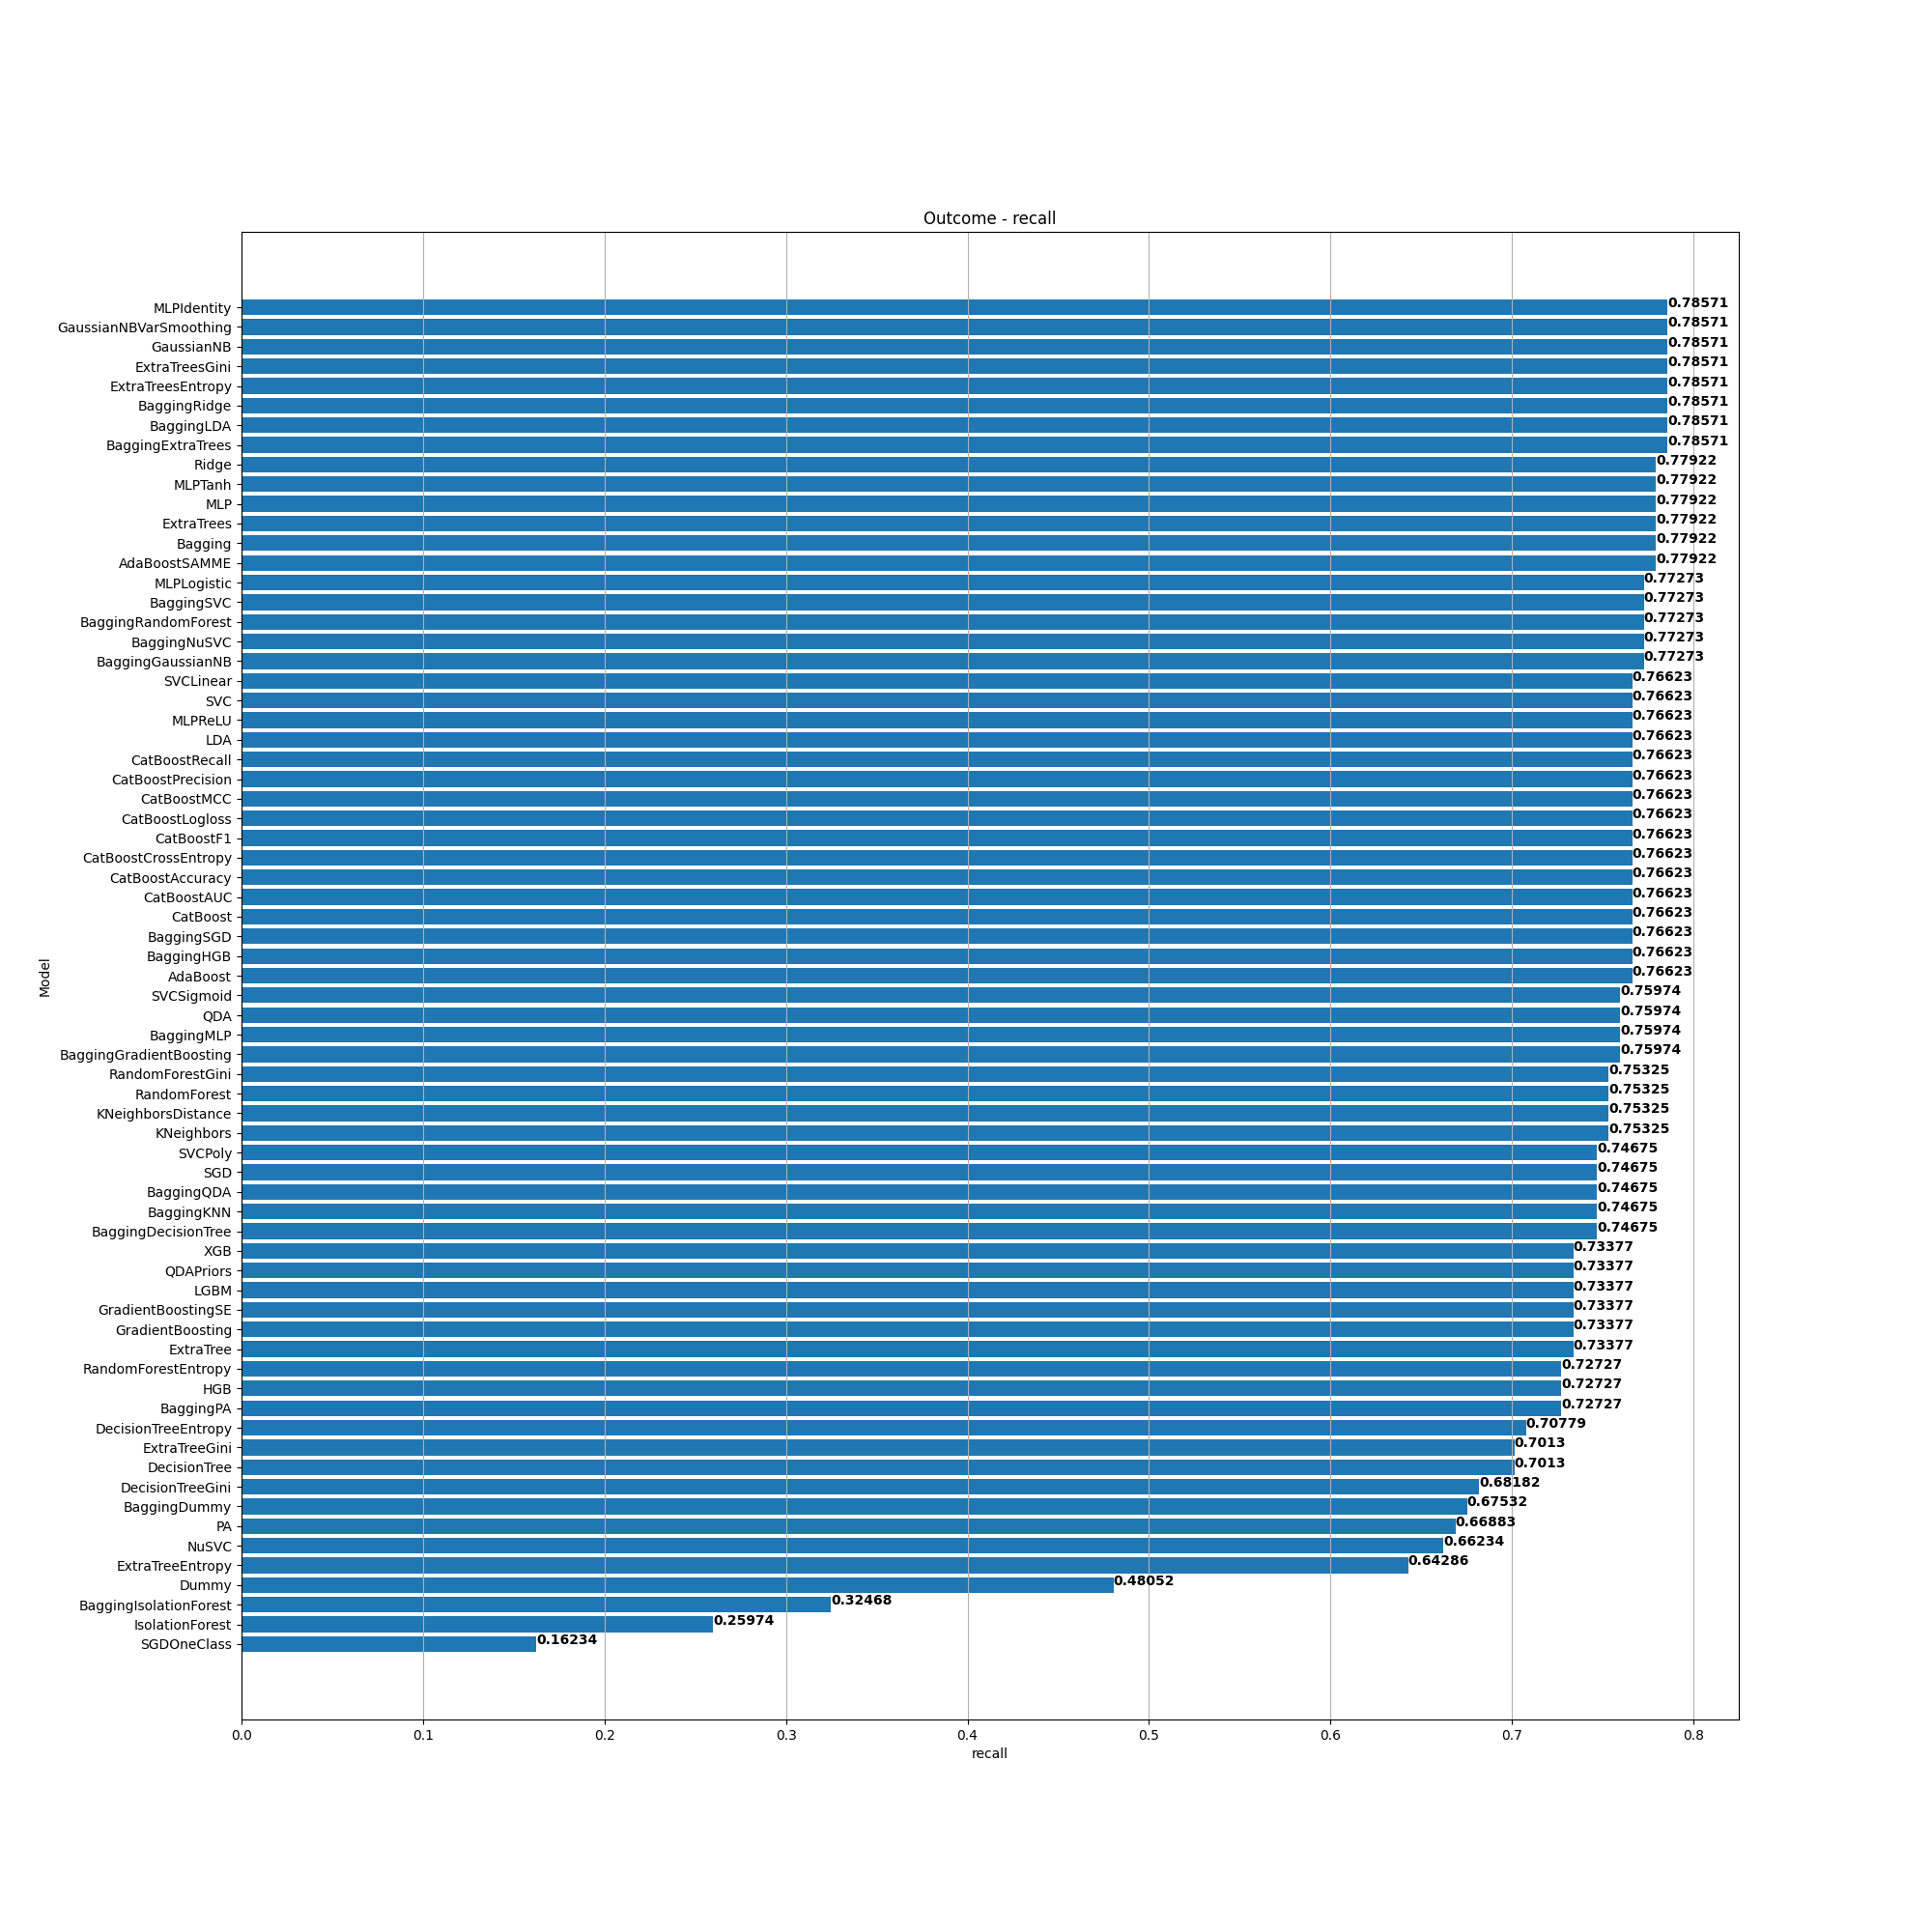 Outcome - recall
MLPIdentity 0.78571
GaussianNBVarSmoothing 0.78571
GaussianNB 0.78571
ExtraTreesGini 0.78571
ExtraTreesEntropy 0.78571
BaggingRidge 0.78571
BaggingLDA 0.78571
BaggingExtraTrees 0.78571
Ridge 0.77922
MLPTanh 0.77922
MLP 0.77922
ExtraTrees 0.77922
Bagging 0.77922
AdaBoostSAMME 0.77922
MLPLogistic 0.77273
BaggingSVC 0.77273
BaggingRandomForest 0.77273
BaggingNuSVC 0.77273
BaggingGaussianNB 0.77273
SVCLinear 0.76623
SVC 0.76623
MLPReLU 0.76623
LDA 0.76623
CatBoostRecall 0.76623
CatBoostPrecision 0.76623
CatBoostMCC 0.76623
CatBoostLogloss 0.76623
CatBoostF1 0.76623
CatBoostCrossEntropy 0.76623
CatBoostAccuracy 0.76623
CatBoostAUC 0.76623
CatBoost 0.76623
BaggingSGD 0.76623
BaggingHGB 0.76623
AdaBoost 0.76623
SVCSigmoid 0.75974
QDA 0.75974
BaggingMLP 0.75974
BaggingGradientBoosting 0.75974
RandomForestGini 0.75325
RandomForest 0.75325
KNeighborsDistance 0.75325
KNeighbors 0.75325
SVCPoly 0.74675
SGD 0.74675
BaggingQDA 0.74675
BaggingKNN 0.74675
BaggingDecisionTree 0.74675
XGB 0.73377
QDAPriors 0.73377
LGBM 0.73377
GradientBoostingSE 0.73377
GradientBoosting 0.73377
ExtraTree 0.73377
RandomForestEntropy 0.72727
HGB 0.72727
BaggingPA 0.72727
DecisionTreeEntropy 0.70779
ExtraTreeGini 0.7013
DecisionTree 0.7013
DecisionTreeGini 0.68182
BaggingDummy 0.67532
PA 0.66883
NuSVC 0.66234
ExtraTreeEntropy 0.64286
Dummy 0.48052
BaggingIsolationForest 0.32468
IsolationForest 0.25974
SGDOneClass 0.16234
Model
0.0 0.1 0.2 0.3 0.4 0.5 0.6 0.7 0.8
recall